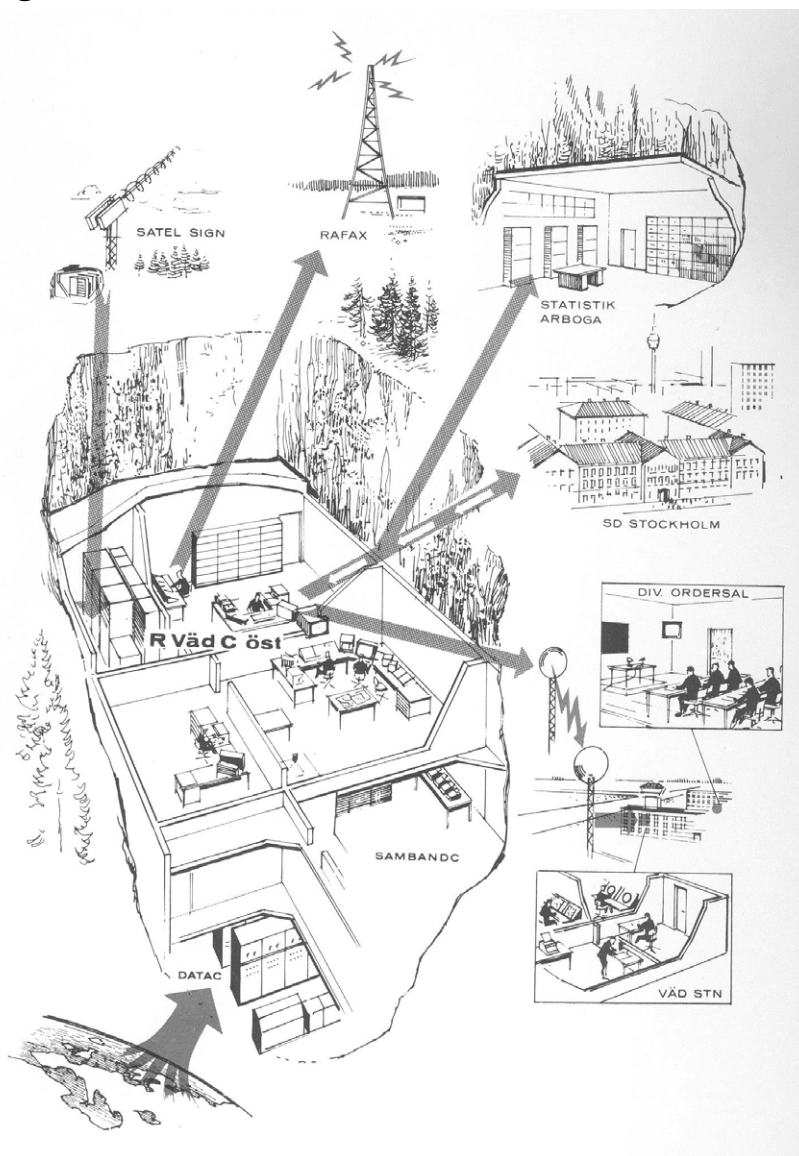 SATEL SIGN
RAFAX
STATISTIK
ARBOGA
SD STOCKHOLM
DIV. ORDERSAL
R Väd C öst
SAMBANDC
DATAC
VÄD STN